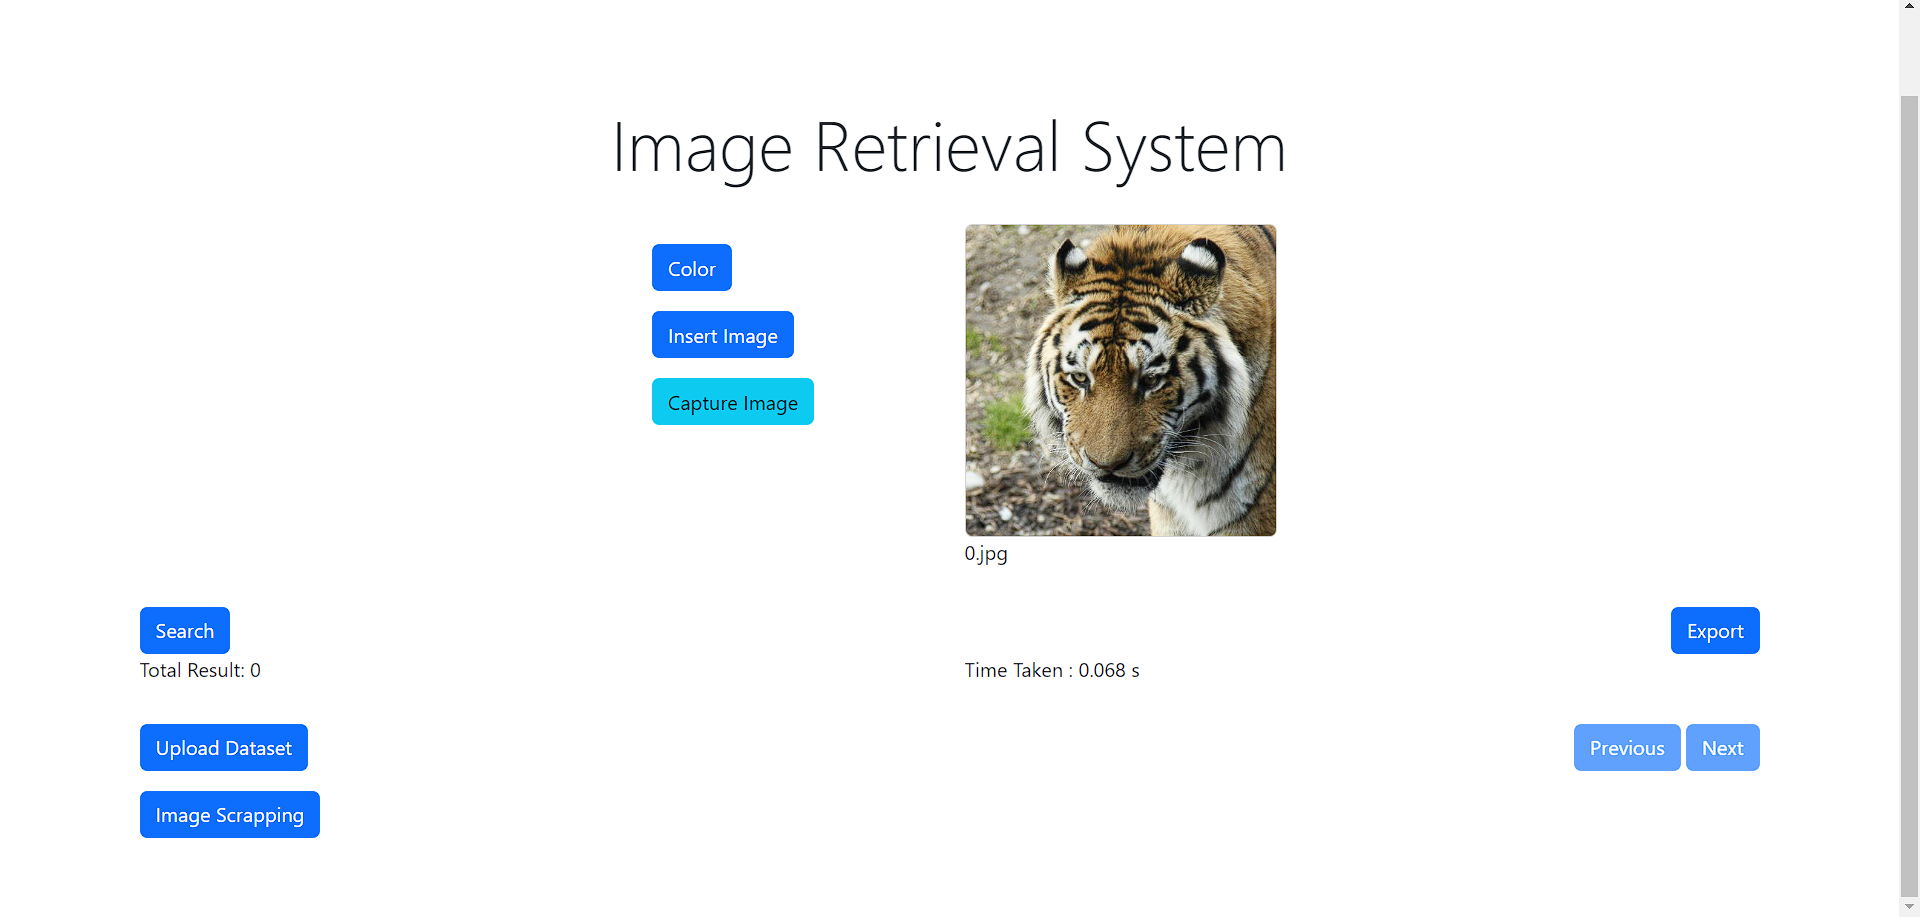 Image Retrieval System
Color
Insert Image
Capture Image
0.jpg
Search
Export
Total Result: 0
Time Taken : 0.068 s
Upload Dataset
Previous
Next
Image Scrapping